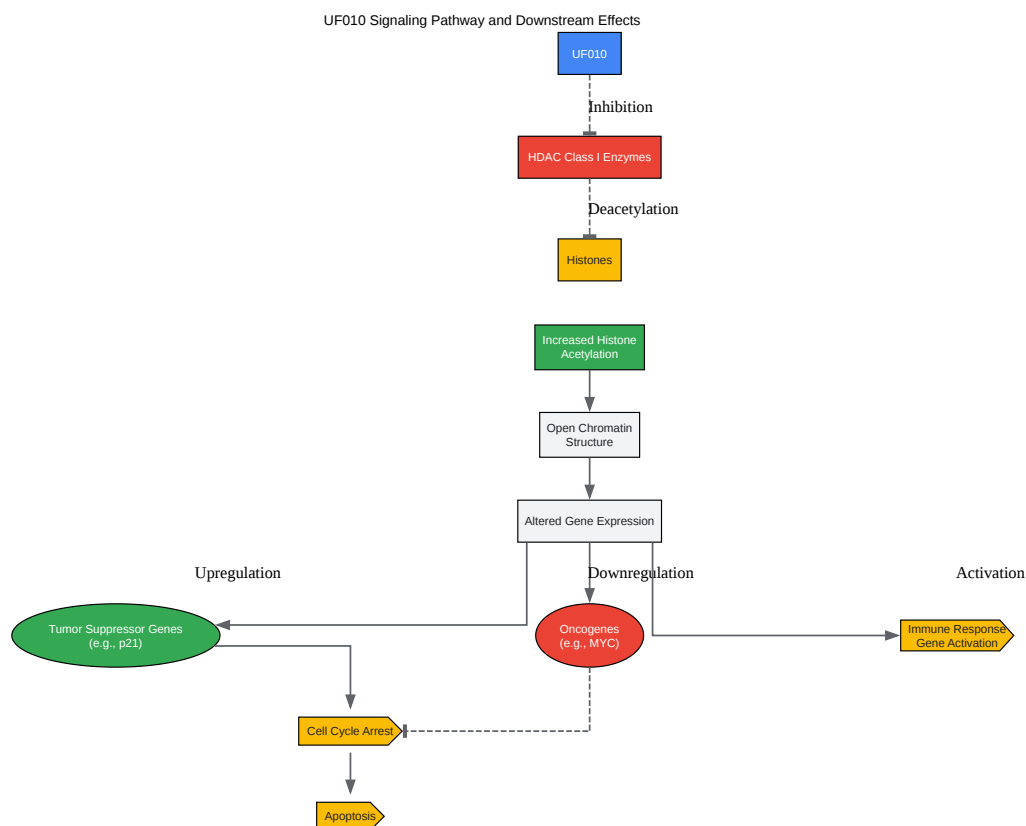 UF010 Signaling Pathway and Downstream Effects
UF010
Inhibition
HDAC Class I Enzymes
Deacetylation
Histones
Increased Histone
Acetylation
Open Chromatin
Structure
Altered Gene Expression
Upregulation
Downregulation
Activation
Tumor Suppressor Genes
(e.g., p21)
Oncogenes
(e.g., MYC)
Immune Response
Gene Activation
Cell Cycle Arrest
Apoptosis